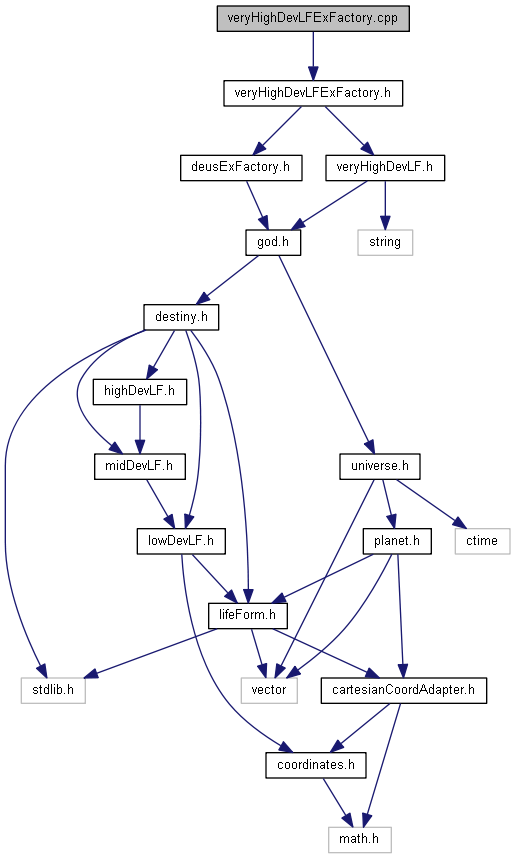 veryHighDevLFExFactory.cpp
veryHighDevLFExFactory.h
deusExFactory.h
veryHighDevLF.h
god.h
string
destiny.h
highDevLF.h
midDevLF.h
universe.h
lowDevLF.h
planet.h
ctime
lifeForm.h
stdlib.h
vector
cartesianCoordAdapter.h
coordinates.h
math.h